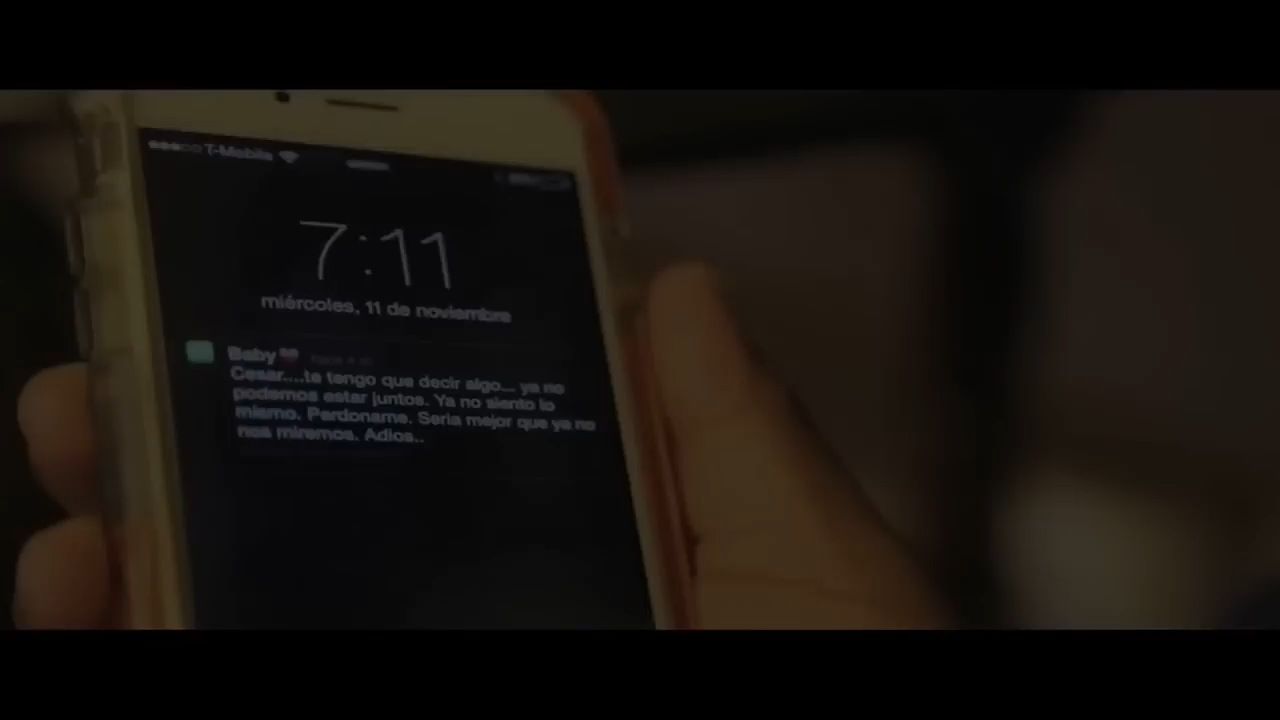 T-Mobile
7:11
miércoles, 11 de noviembre
Baby
Cesar....te tengo que decir algo... ya no
podemos estar juntos. Ya no siento lo
mismo. Perdoname. Seria mejor que ya no
nos miremos. Adios..